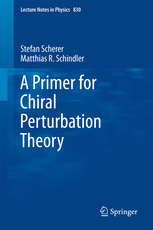 Lecture Notes in Physics 830
Stefan Scherer
Matthias R. Schindler
A Primer for
Chiral
Perturbation
Theory
Springer